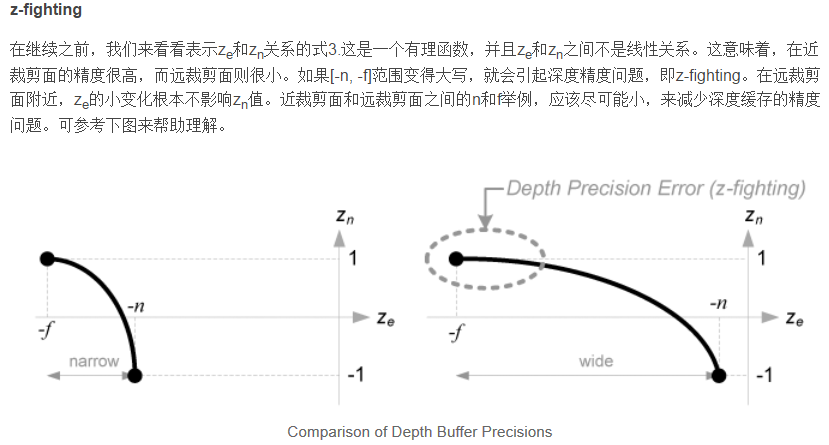 z-fighting
在继续之前，我们来看看表示ze和zn关系的式3.这是一个有理函数，并且ze和zn之间不是线性关系。这意味着，在近
裁剪面的精度很高，而远裁剪面则很小。如果[-n, -f]范围变得大写，就会引起深度精度问题，即z-fighting。在远裁剪
面附近，ze的小变化根本不影响zn值。近裁剪面和远裁剪面之间的n和f举例，应该尽可能小，来减少深度缓存的精度
问题。可参考下图来帮助理解。
Depth Precision Error (z-fighting)
zn
1
-n
ze
-f
narrow
-1
zn
1
-n
ze
-f
wide
-1
Comparison of Depth Buffer Precisions